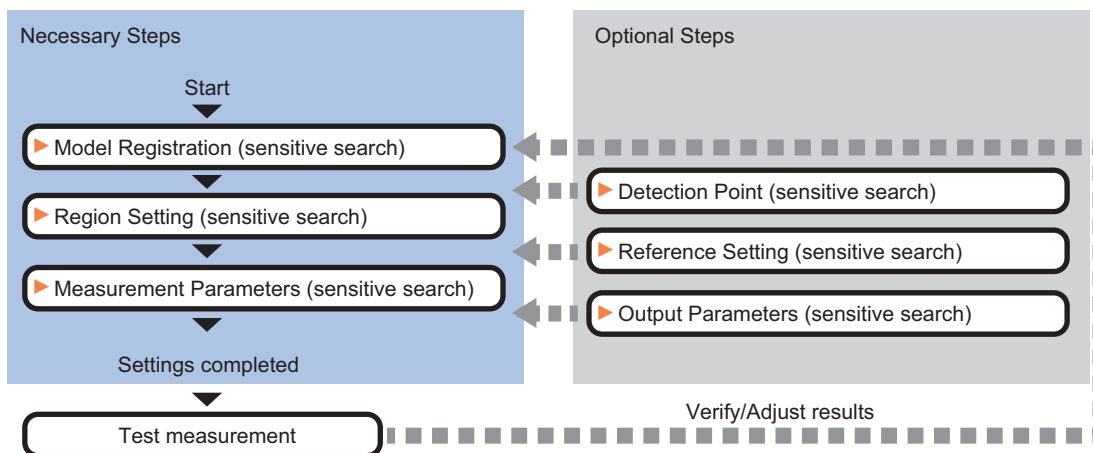 Necessary Steps
Start
Model Registration (sensitive search)
Region Setting (sensitive search)
Measurement Parameters (sensitive search)
Settings completed
Test measurement
Optional Steps
Detection Point (sensitive search)
Reference Setting (sensitive search)
Output Parameters (sensitive search)
Verify/Adjust results